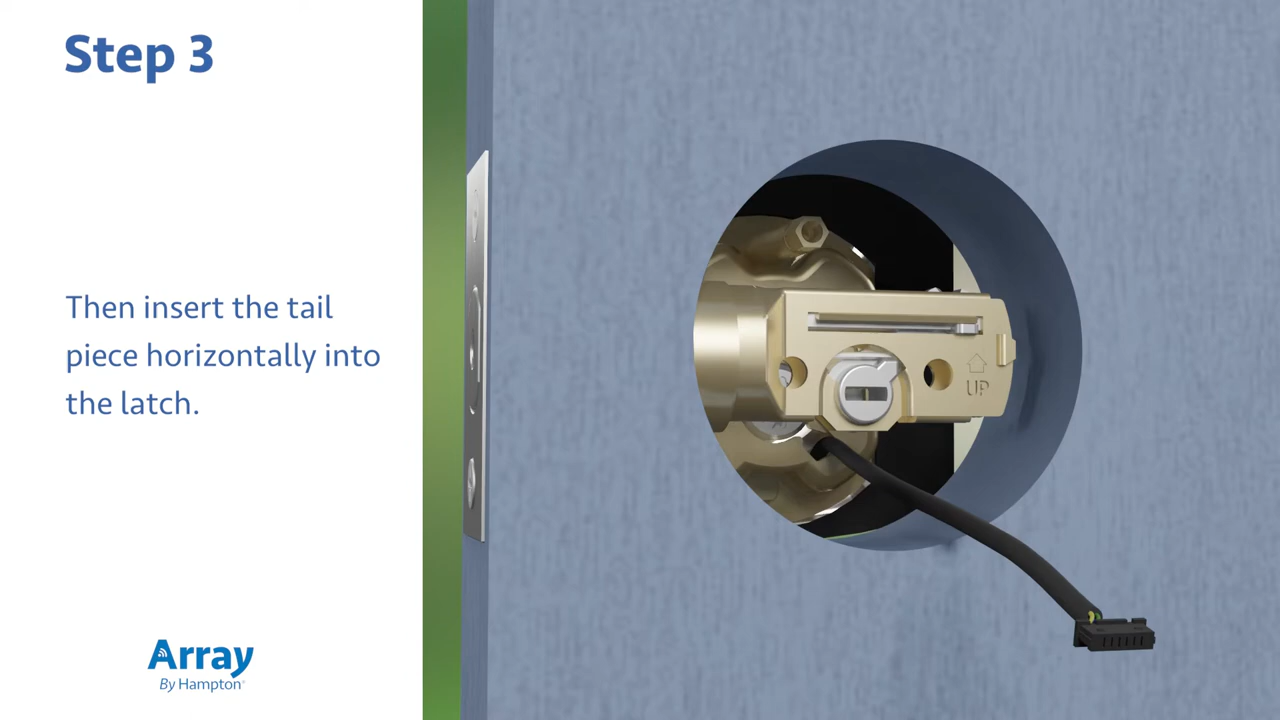 Step 3
Then insert the tail
piece horizontally into
the latch.
UP
Array
By Hampton